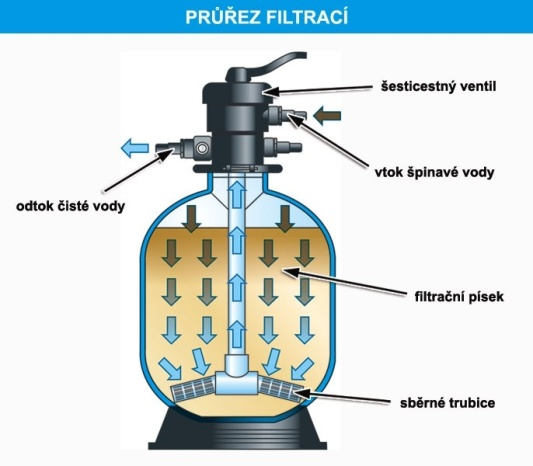 PRŮŘEZ FILTRACÍ
šesticestný ventil
vtok špinavé vody
odtok čisté vody
filtrační písek
sběrné trubice